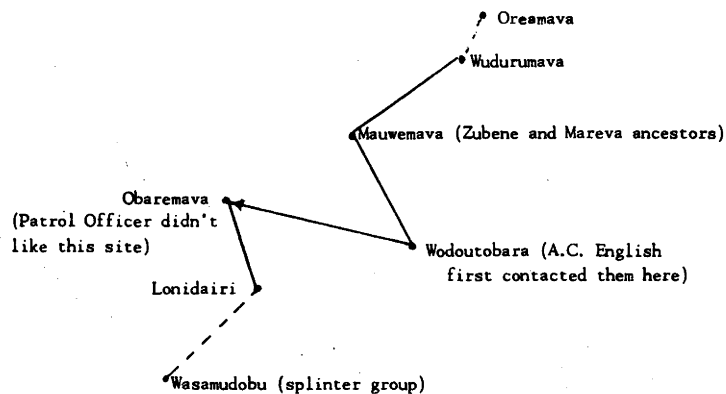 Oresmava
Wudurumava
Mauwemava (Zubene and Mareva ancestors)
Obaremava
(Patrol Officer didn't
like this site)
Wodoutobara (A.C. English
first contacted them here)
Lonidairi
Wasamudobu (splinter group)